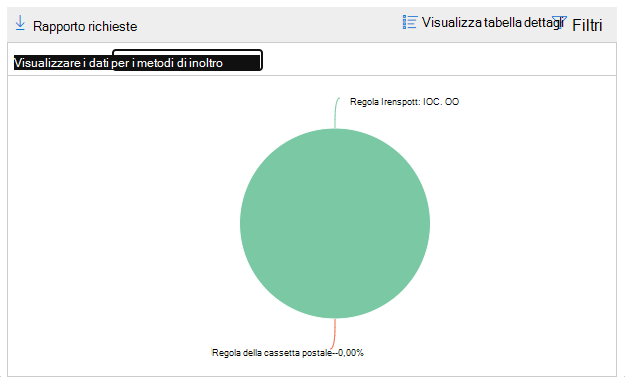 Rapporto richieste
Visualizza tabella dettagli
Filtri
Visualizzare i dati per i metodi di inoltro
Regola Irenspott: IOC. OO
Regola della cassetta postale--0,00%